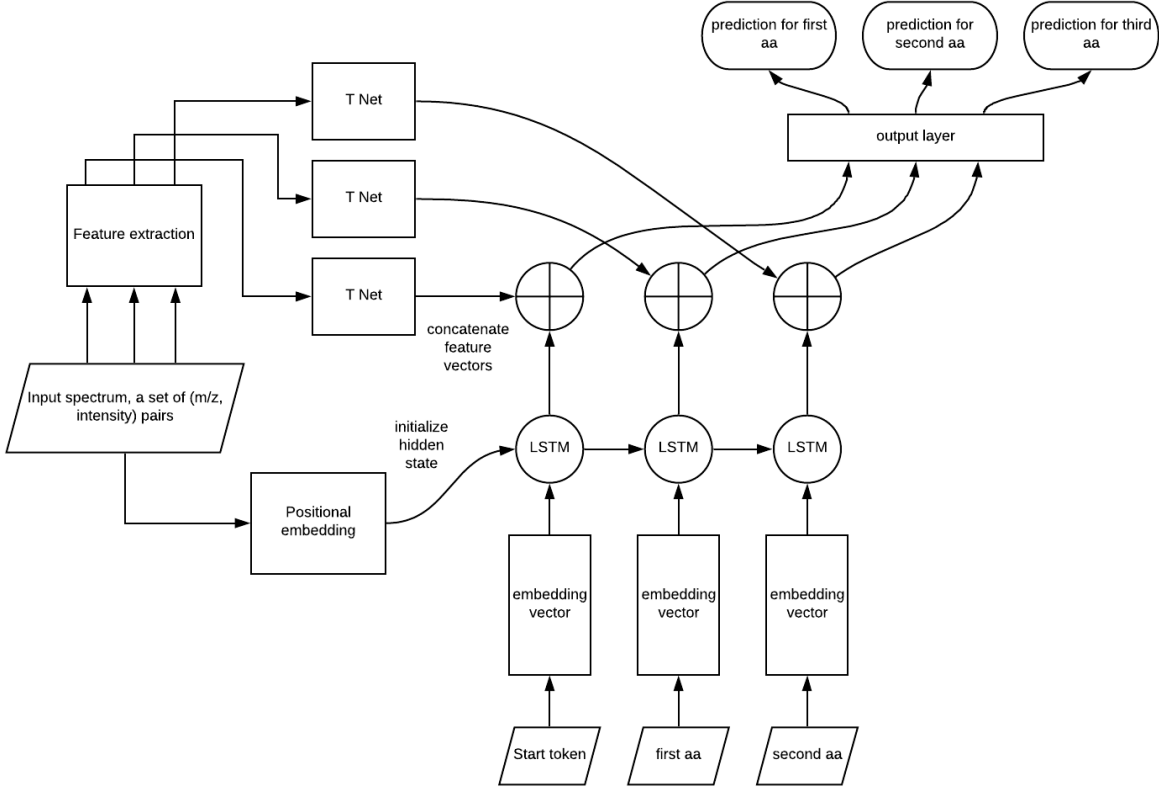 prediction for first
aa
prediction for
second aa
prediction for third
aa
T Net
output layer
T Net
Feature extraction
T Net
concatenate
feature
vectors
Input spectrum, a set of (m/z,
intensity) pairs
initialize
hidden
state
LSTM
LSTM
LSTM
Positional
embedding
embedding
vector
embedding
vector
embedding
vector
Start token
first aa
second aa